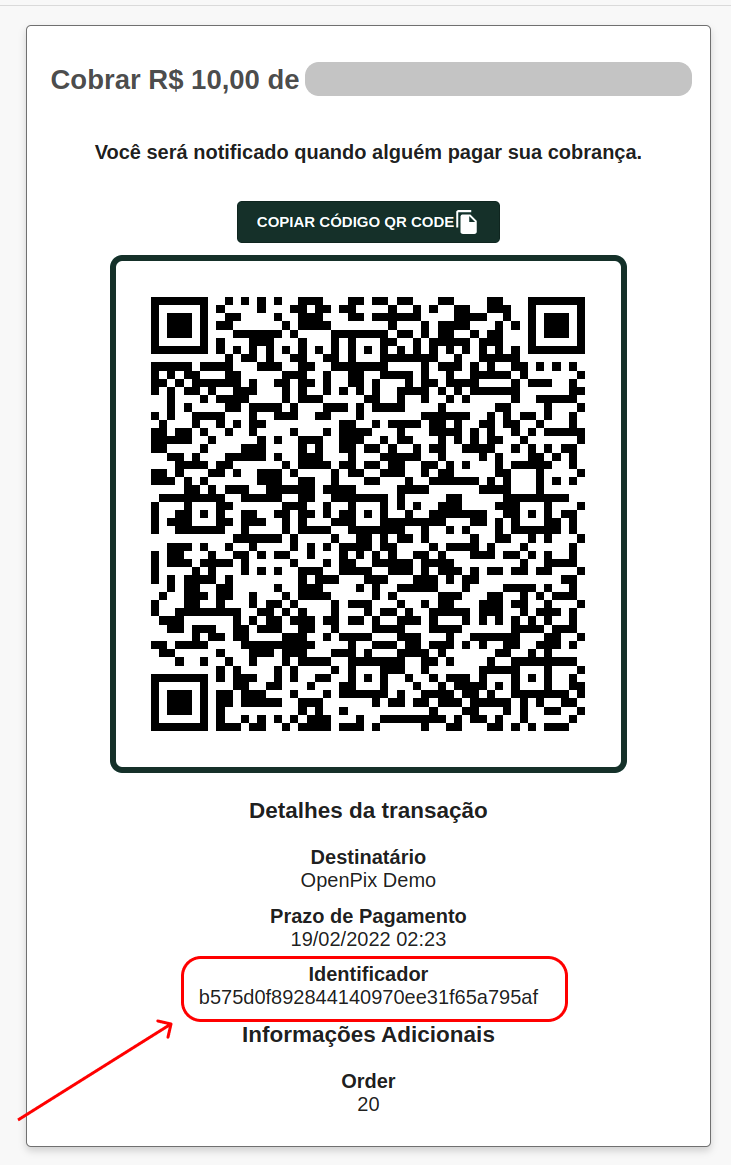 Cobrar R$ 10,00 de
Você será notificado quando alguém pagar sua cobrança.
COPIAR CÓDIGO QR CODE
Detalhes da transação
Destinatário
OpenPix Demo
Prazo de Pagamento
19/02/2022 02:23
Identificador
b575d0f892844140970ee31f65a795af
Informações Adicionais
Order
20